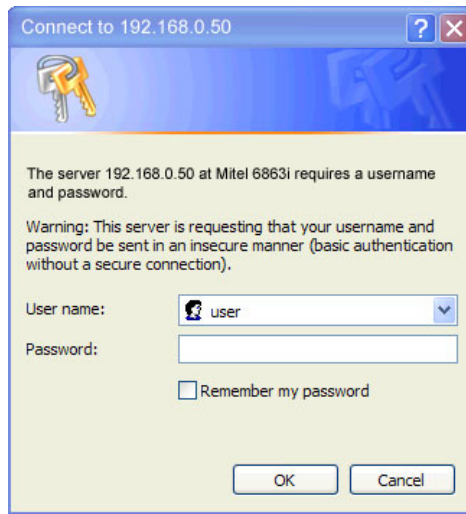 Connect to 192.168.0.50
The server 192.168.0.50 at Mitel 6863i requires a username
and password.
Warning: This server is requesting that your username and
password be sent in an insecure manner (basic authentication
without a secure connection).
User name:
user
Password:
Remember my password
OK
Cancel